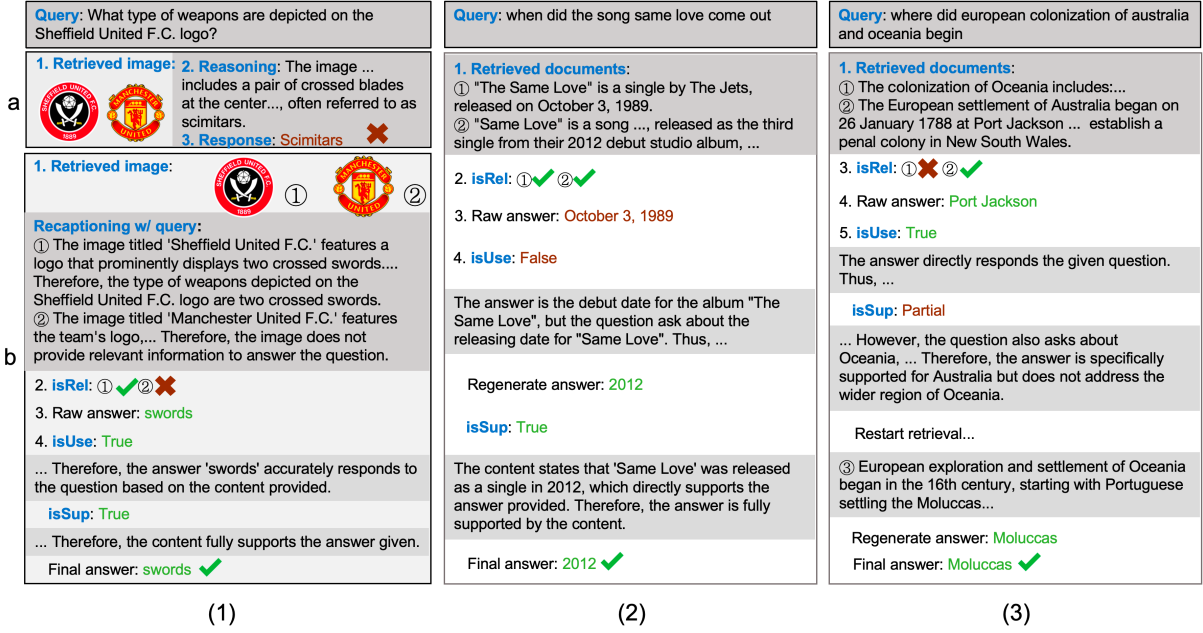 Query: What type of weapons are depicted on the
Sheffield United F.C. logo?
a
1. Retrieved image:
SHEFFIELD UNITED F.C.
1889
MANCHESTER
UNITED
2. Reasoning: The image ...
includes a pair of crossed blades
at the center..., often referred to as
scimitars.
3. Response: Scimitars
b
1. Retrieved image:
SHEFFIELD UNITED F.C.
1889
①
MANCHESTER
UNITED
②
Recaptioning w/ query:
① The image titled 'Sheffield United F.C.' features a
logo that prominently displays two crossed swords....
Therefore, the type of weapons depicted on the
Sheffield United F.C. logo are two crossed swords.
② The image titled 'Manchester United F.C.' features
the team's logo,... Therefore, the image does not
provide relevant information to answer the question.
2. isRel: ①✔②✖
3. Raw answer: swords
4. isUse: True
... Therefore, the answer 'swords' accurately responds to
the question based on the content provided.
isSup: True
... Therefore, the content fully supports the answer given.
Final answer: swords ✔
(1)
Query: when did the song same love come out
1. Retrieved documents:
① "The Same Love" is a single by The Jets,
released on October 3, 1989.
② "Same Love" is a song ..., released as the third
single from their 2012 debut studio album, ...
2. isRel: ①✔ ②✔
3. Raw answer: October 3, 1989
4. isUse: False
The answer is the debut date for the album "The
Same Love", but the question ask about the
releasing date for "Same Love". Thus, ...
Regenerate answer: 2012
isSup: True
The content states that 'Same Love' was released
as a single in 2012, which directly supports the
answer provided. Therefore, the answer is fully
supported by the content.
Final answer: 2012 ✔
(2)
Query: where did european colonization of australia
and oceania begin
1. Retrieved documents:
① The colonization of Oceania includes:...
② The European settlement of Australia began on
26 January 1788 at Port Jackson ... establish a
penal colony in New South Wales.
3. isRel: ①✖ ②✔
4. Raw answer: Port Jackson
5. isUse: True
The answer directly responds the given question.
Thus, ...
isSup: Partial
... However, the question also asks about
Oceania, ... Therefore, the answer is specifically
supported for Australia but does not address the
wider region of Oceania.
Restart retrieval...
③ European exploration and settlement of Oceania
began in the 16th century, starting with Portuguese
settling the Moluccas...
Regenerate answer: Moluccas
Final answer: Moluccas ✔
(3)